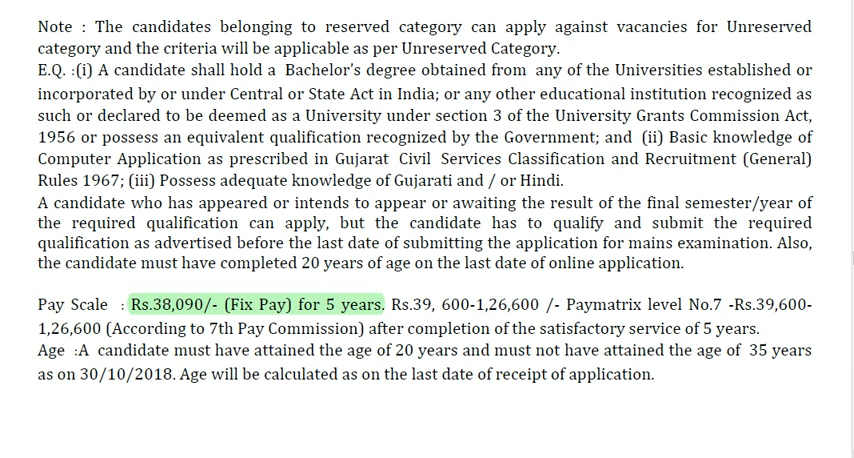 Note : The candidates belonging to reserved category can apply against vacancies for Unreserved
category and the criteria will be applicable as per Unreserved Category.
E.Q. :(i) A candidate shall hold a Bachelor's degree obtained from any of the Universities established or
incorporated by or under Central or State Act in India; or any other educational institution recognized as
such or declared to be deemed as a University under section 3 of the University Grants Commission Act,
1956 or possess an equivalent qualification recognized by the Government; and (ii) Basic knowledge of
Computer Application as prescribed in Gujarat Civil Services Classification and Recruitment (General)
Rules 1967; (iii) Possess adequate knowledge of Gujarati and / or Hindi.
A candidate who has appeared or intends to appear or awaiting the result of the final semester/year of
the required qualification can apply, but the candidate has to qualify and submit the required
qualification as advertised before the last date of submitting the application for mains examination. Also,
the candidate must have completed 20 years of age on the last date of online application.
Pay Scale : Rs.38,090/- (Fix Pay) for 5 years. Rs.39, 600-1,26,600 /- Paymatrix level No.7 -Rs.39,600-
1,26,600 (According to 7th Pay Commission) after completion of the satisfactory service of 5 years.
Age :A candidate must have attained the age of 20 years and must not have attained the age of 35 years
as on 30/10/2018. Age will be calculated as on the last date of receipt of application.